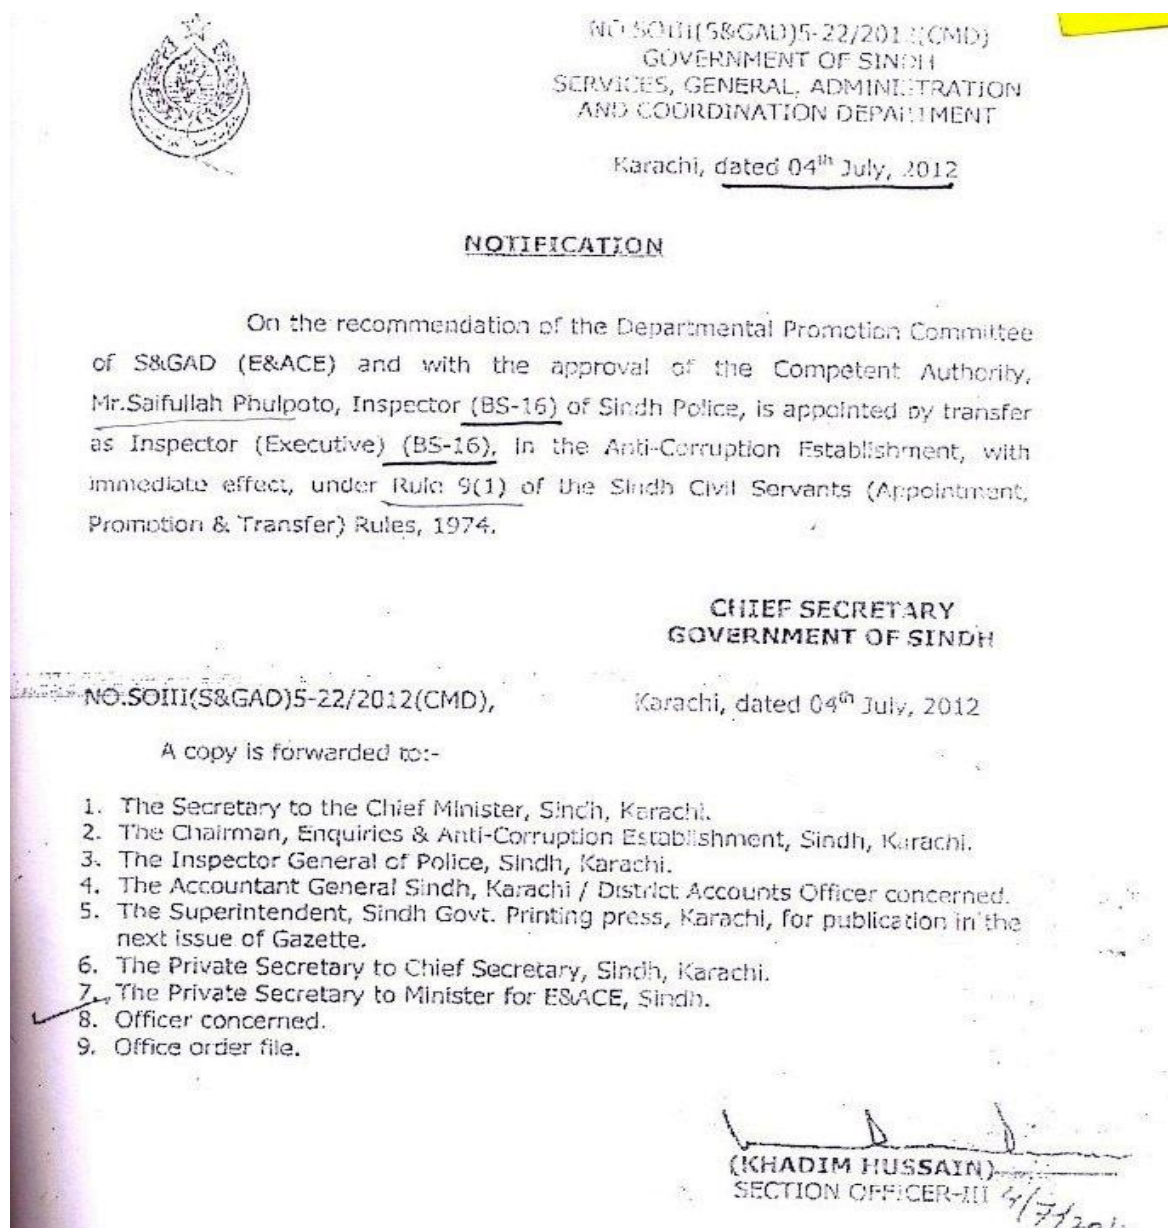 NO.SOIII(S&GAD)5-22/2012(CMD)
GOVERNMENT OF SINDH
SERVICES, GENERAL, ADMINISTRATION
AND COORDINATION DEPARTMENT
Karachi, dated 04th July, 2012
NOTIFICATION
On the recommendation of the Departmental Promotion Committee
of S&GAD (E&ACE) and with the approval of the Competent Authority,
Mr.Saifullah Phulpoto, Inspector (BS-16) of Sindh Police, is appointed by transfer
as Inspector (Executive) (BS-16), in the Anti-Corruption Establishment, with
immediate effect, under Rule 9(1) of the Sindh Civil Servants (Appointment,
Promotion & Transfer) Rules, 1974.
CHIEF SECRETARY
GOVERNMENT OF SINDH
NO.SOIII(S&GAD)5-22/2012(CMD), Karachi, dated 04th July, 2012
A copy is forwarded to:-
1. The Secretary to the Chief Minister, Sindh, Karachi.
2. The Chairman, Enquiries & Anti-Corruption Establishment, Sindh, Karachi.
3. The Inspector General of Police, Sindh, Karachi.
4. The Accountant General Sindh, Karachi / District Accounts Officer concerned.
5. The Superintendent, Sindh Govt. Printing press, Karachi, for publication in the
next issue of Gazette.
6. The Private Secretary to Chief Secretary, Sindh, Karachi.
7. The Private Secretary to Minister for E&ACE, Sindh.
8. Officer concerned.
9. Office order file.
(KHADIM HUSSAIN)
SECTION OFFICER-III
4/7/201